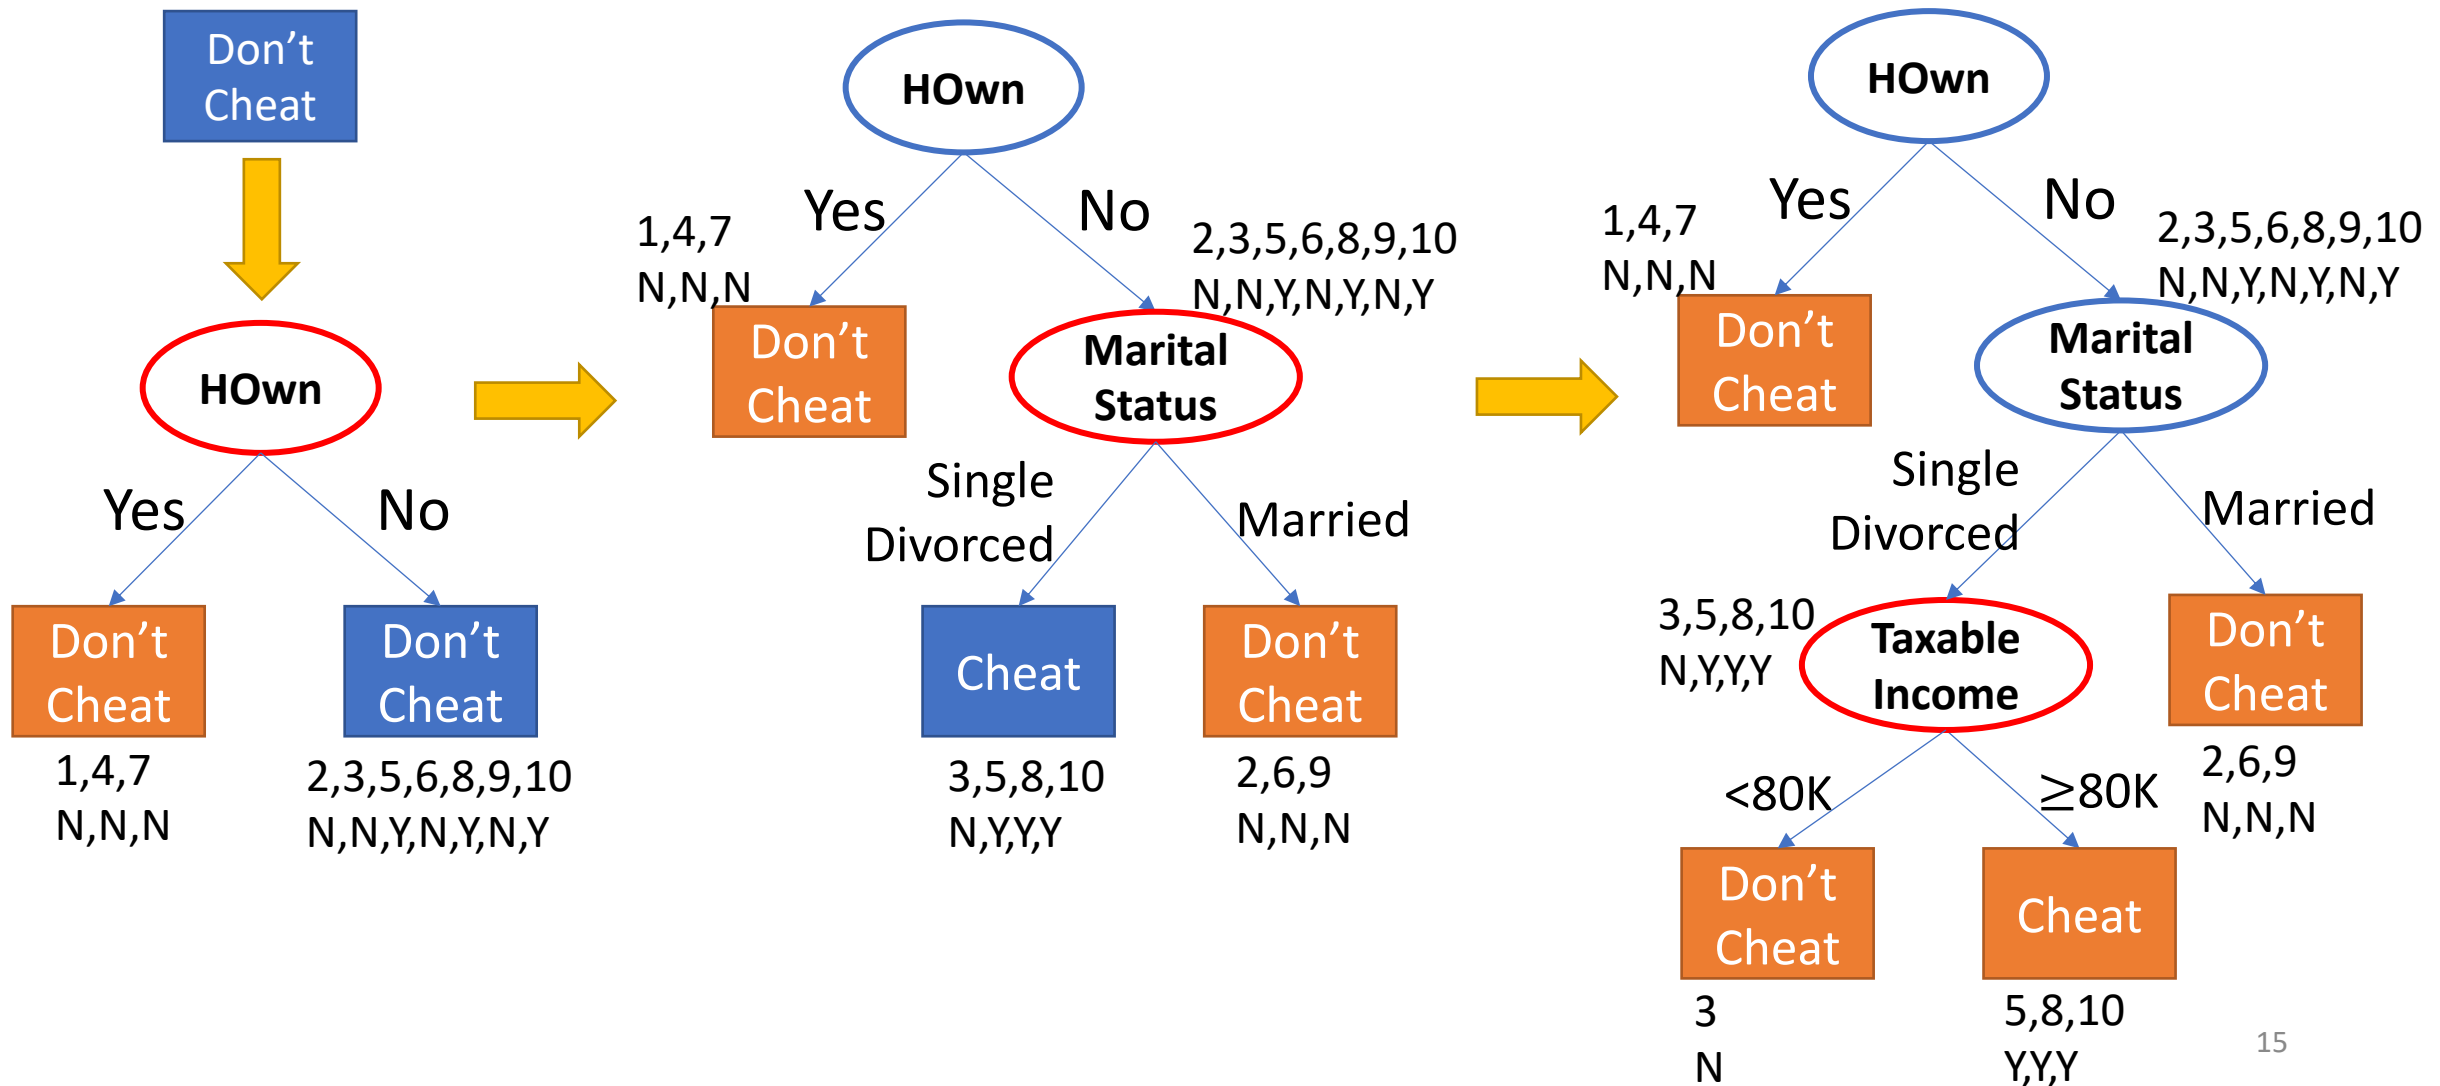 Don’t
Cheat
HOwn
Yes
No
Don’t
Cheat
Don’t
Cheat
1,4,7
N,N,N
2,3,5,6,8,9,10
N,N,Y,N,Y,N,Y
HOwn
Yes
No
1,4,7
N,N,N
2,3,5,6,8,9,10
N,N,Y,N,Y,N,Y
Don’t
Cheat
Marital
Status
Single
Divorced
Married
Cheat
Don’t
Cheat
3,5,8,10
N,Y,Y,Y
2,6,9
N,N,N
HOwn
Yes
No
1,4,7
N,N,N
2,3,5,6,8,9,10
N,N,Y,N,Y,N,Y
Don’t
Cheat
Marital
Status
Single
Divorced
Married
3,5,8,10
N,Y,Y,Y
Taxable
Income
Don’t
Cheat
2,6,9
N,N,N
<80K
≥80K
Don’t
Cheat
Cheat
3
N
5,8,10
Y,Y,Y
15